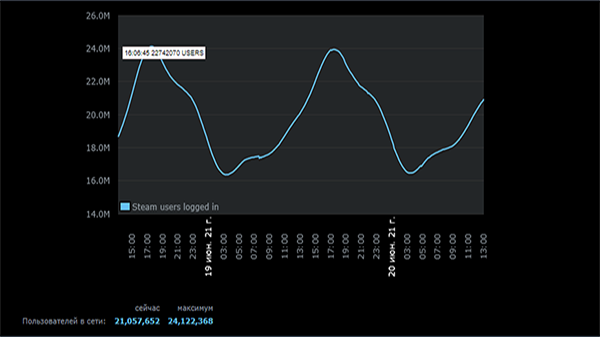 26.0M
24.0M
16:06:45 22742070 USERS
22.0M
20.0M
18.0M
16.0M
Steam users logged in
14.0M
15:00 17:00 19:00 21:00 23:00 19 июн. 21 г. 03:00 05:00 07:00 09:00 11:00 13:00 15:00 17:00 19:00 21:00 23:00 20 июн. 21 г. 03:00 05:00 07:00 09:00 11:00 13:00
сейчас максимум
Пользователей в сети: 21,057,652 24,122,368